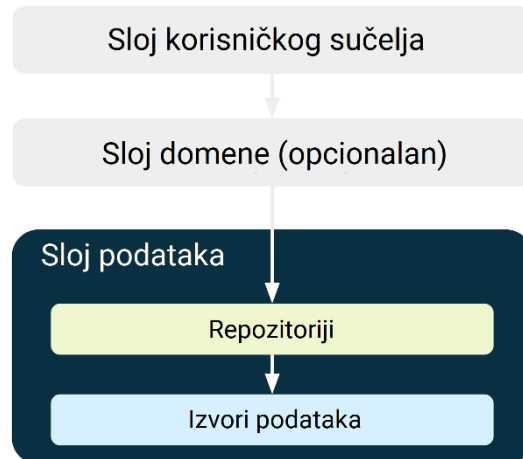 Sloj korisničkog sučelja
Sloj domene (opcionalan)
Sloj podataka
Repozitoriji
Izvori podataka